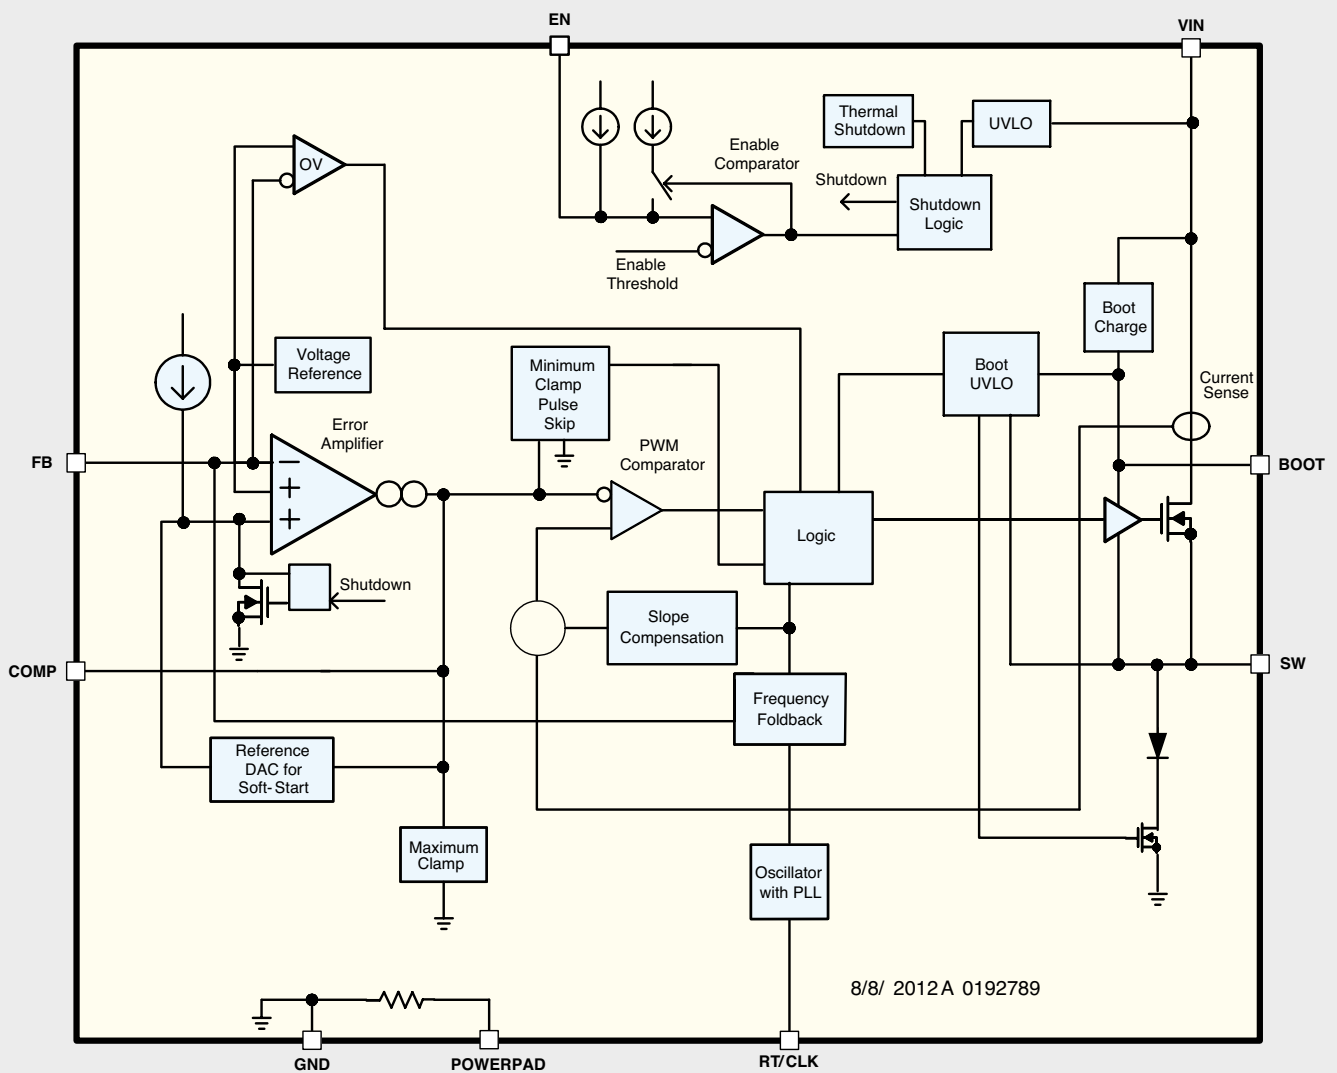 EN
VIN
Thermal
Shutdown
UVLO
OV
Enable
Comparator
Shutdown
Shutdown
Logic
Enable
Threshold
Boot
Charge
Voltage
Reference
Minimum
Clamp
Pulse
Skip
Boot
UVLO
Current
Sense
Error
Amplifier
PWM
Comparator
FB
BOOT
−
+
+
Logic
Shutdown
Slope
Compensation
COMP
SW
Frequency
Foldback
Reference
DAC for
Soft-Start
Maximum
Clamp
Oscillator
with PLL
8/8/ 2012 A 0192789
GND
POWERPAD
RT/CLK